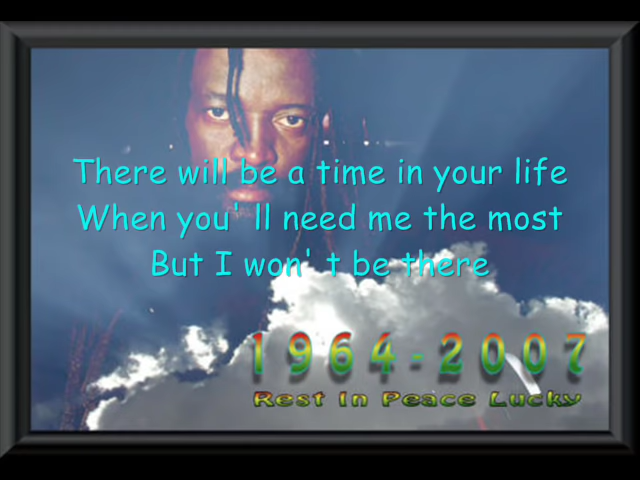 There will be a time in your life
When you' ll need me the most
But I won' t be there
1964-2007
Rest In Peace Lucky